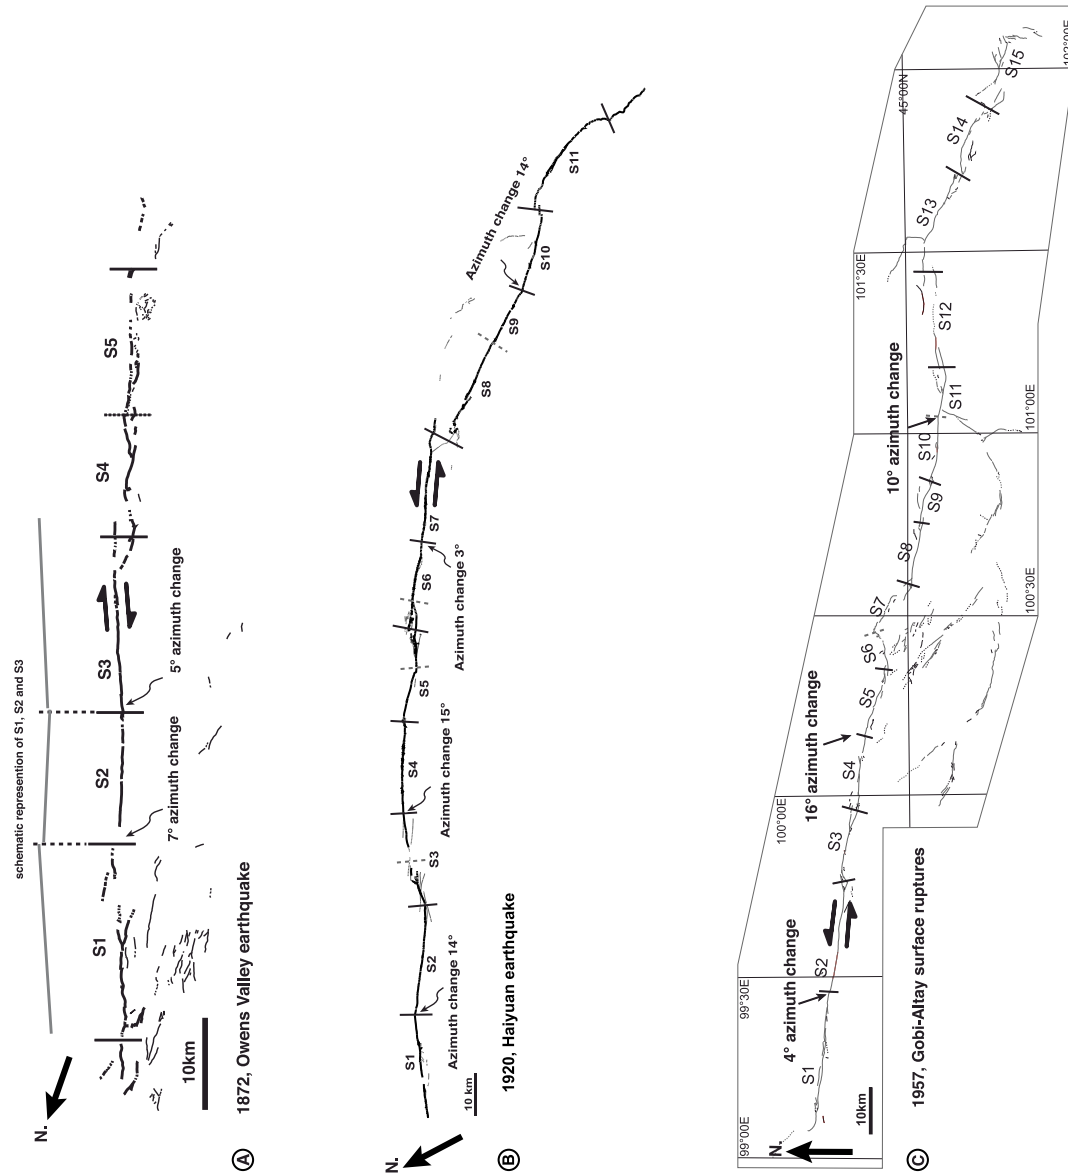 schematic represention of S1, S2 and S3
N.
S1
S2
S3
S4
S5
7° azimuth change
5° azimuth change
10km
A
1872, Owens Valley earthquake
N.
S1
S2
S3
S4
S5
S6
S7
S8
S9
S10
S11
Azimuth change 14°
Azimuth change 15°
Azimuth change 3°
Azimuth change 14°
10 km
B
1920, Haiyuan earthquake
99°00E
99°30E
100°00E
100°30E
101°00E
101°30E
102°00E
45°00N
N.
S1
S2
S3
S4
S5
S6
S7
S8
S9
S10
S11
S12
S13
S14
S15
4° azimuth change
16° azimuth change
10° azimuth change
10km
C
1957, Gobi-Altay surface ruptures